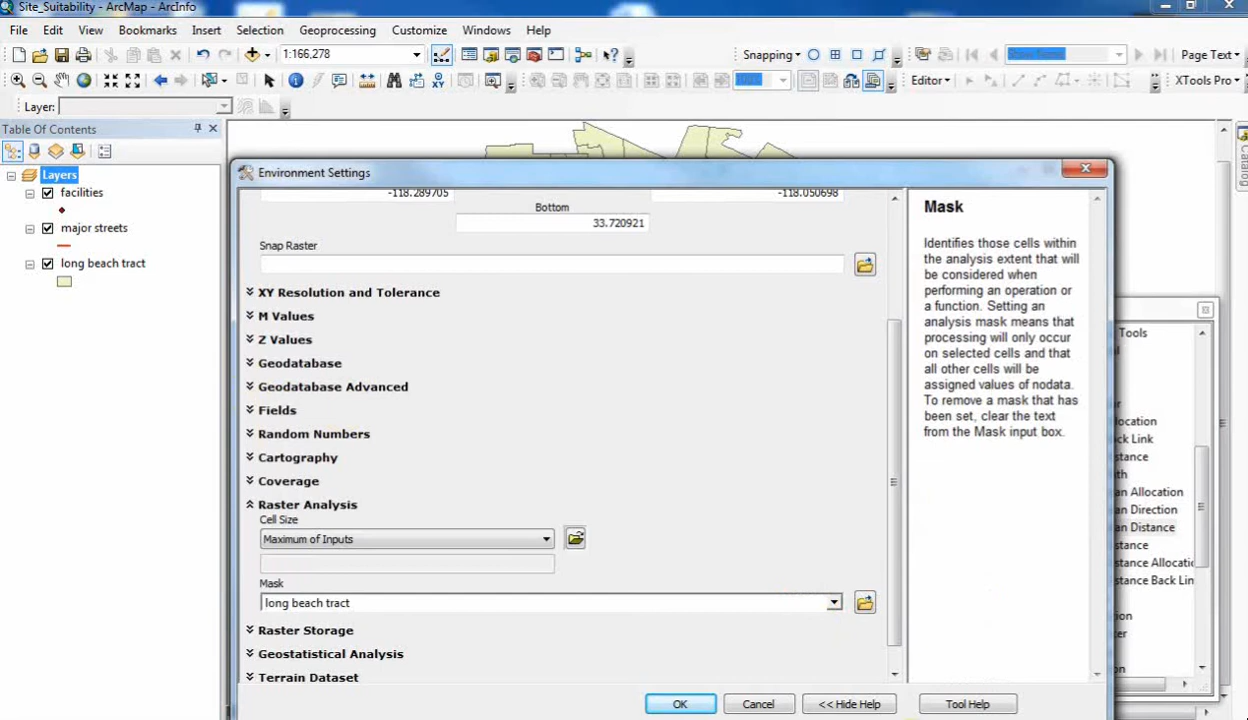 Site_Suitability - ArcMap - ArcInfo
File Edit View Bookmarks Insert Selection Geoprocessing Customize Windows Help
1:166,278 Snapping Page Text
Editor XTools Pro
Layer:
Table Of Contents
Catalog
Layers
facilities
major streets
long beach tract
Environment Settings
-118.289705 -118.050698
Bottom
33.720921
Snap Raster
XY Resolution and Tolerance
M Values
Z Values
Geodatabase
Geodatabase Advanced
Fields
Random Numbers
Cartography
Coverage
Raster Analysis
Cell Size
Maximum of Inputs
Mask
long beach tract
Raster Storage
Geostatistical Analysis
Terrain Dataset
OK Cancel << Hide Help Tool Help
Mask
Identifies those cells within
the analysis extent that will
be considered when
performing an operation or
a function. Setting an
analysis mask means that
processing will only occur
on selected cells and that
all other cells will be
assigned values of nodata.
To remove a mask that has
been set, clear the text
from the Mask input box.
Tools
ocation
ck Link
stance
th
an Allocation
an Direction
an Distance
stance
stance Allocatio
stance Back Lin
tion
ter
on